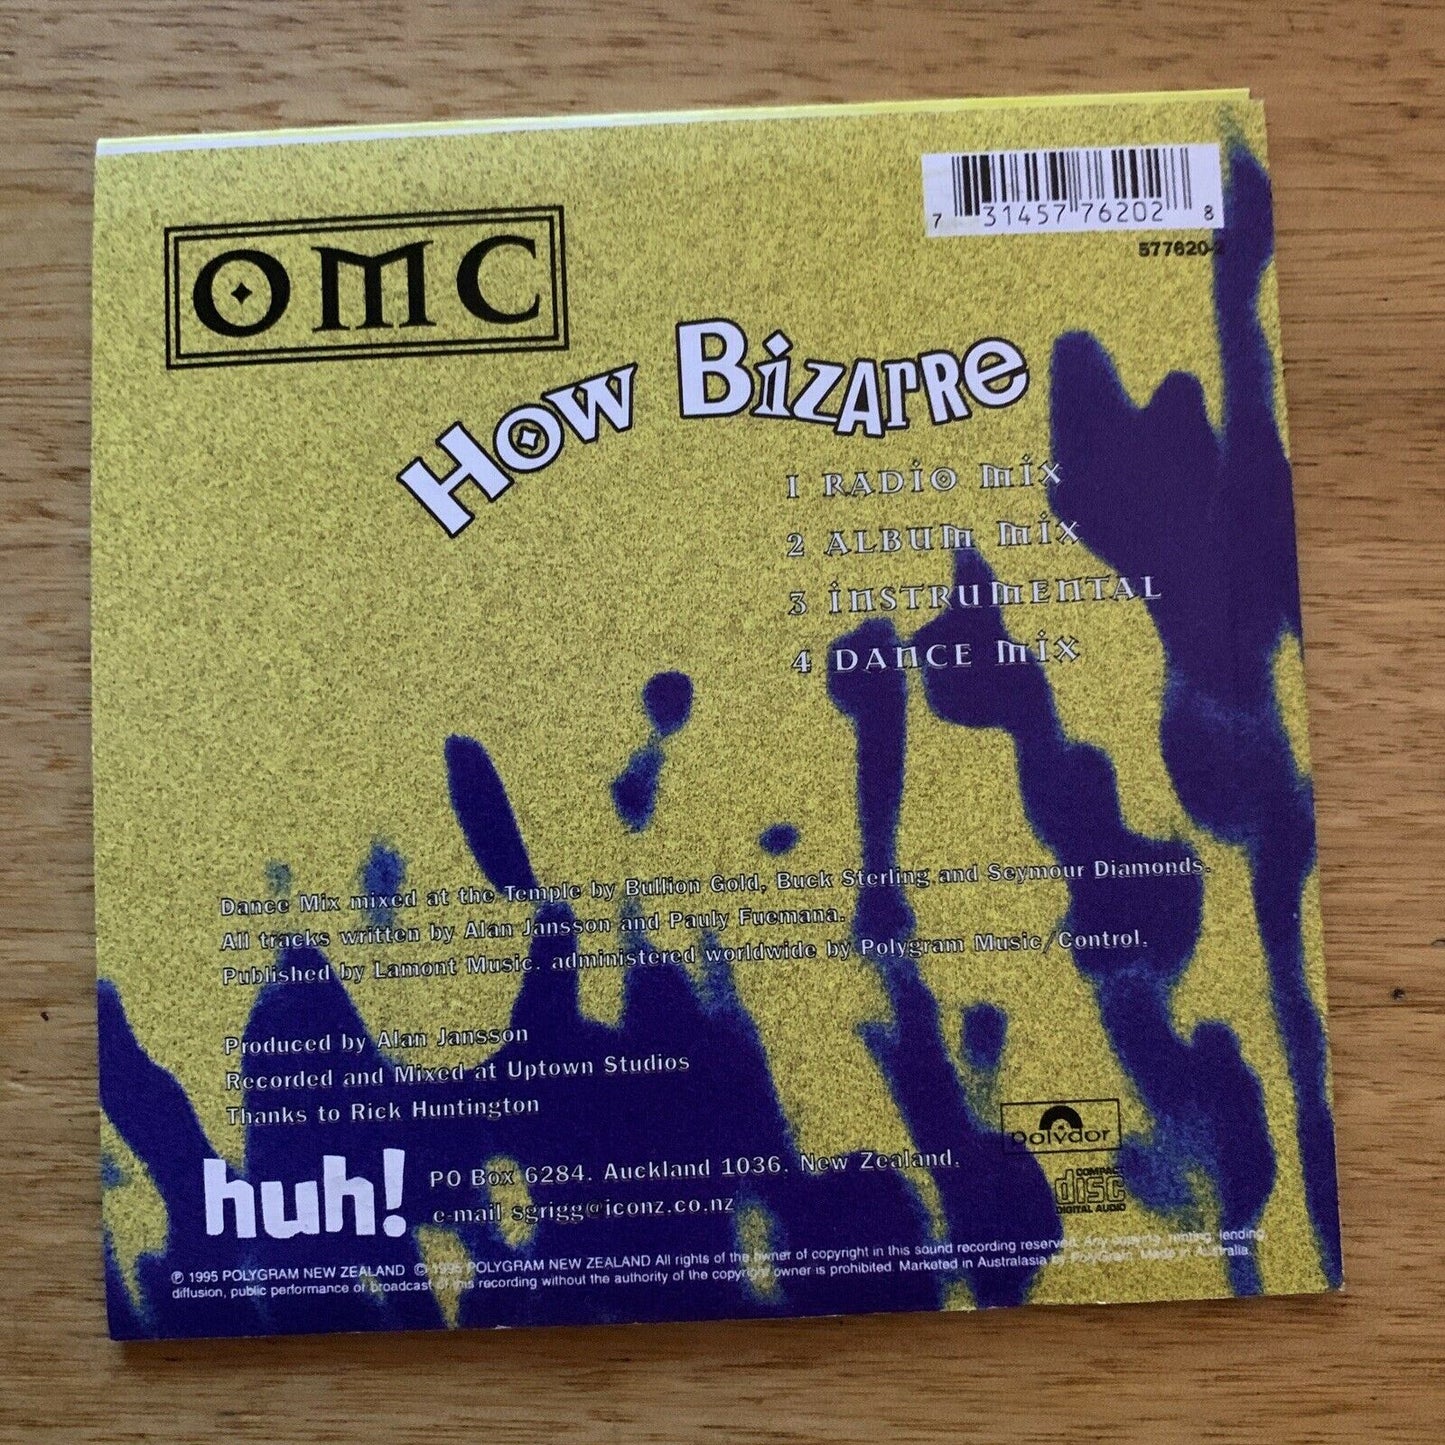 OMC
7 31457 76202 8
577620-2
How Bizarre
1 RADIO MIX
2 ALBUM MIX
3 INSTRUMENTAL
4 DANCE MIX
Dance Mix mixed at the Temple by Bullion Gold, Buck Sterling and Seymour Diamonds.
All tracks written by Alan Jansson and Pauly Fuemana.
Published by Lamont Music. administered worldwide by Polygram Music/Control.
Produced by Alan Jansson
Recorded and Mixed at Uptown Studios
Thanks to Rick Huntington
huh!
PO Box 6284. Auckland 1036. New Zealand.
e-mail sgrigg@iconz.co.nz
polydor
COMPACT
disc
DIGITAL AUDIO
℗ 1995 POLYGRAM NEW ZEALAND © 1995 POLYGRAM NEW ZEALAND All rights of the owner of copyright in this sound recording reserved. Any copying, renting, lending,
diffusion, public performance or broadcast of this recording without the authority of the copyright owner is prohibited. Marketed in Australasia by PolyGram. Made in Australia.